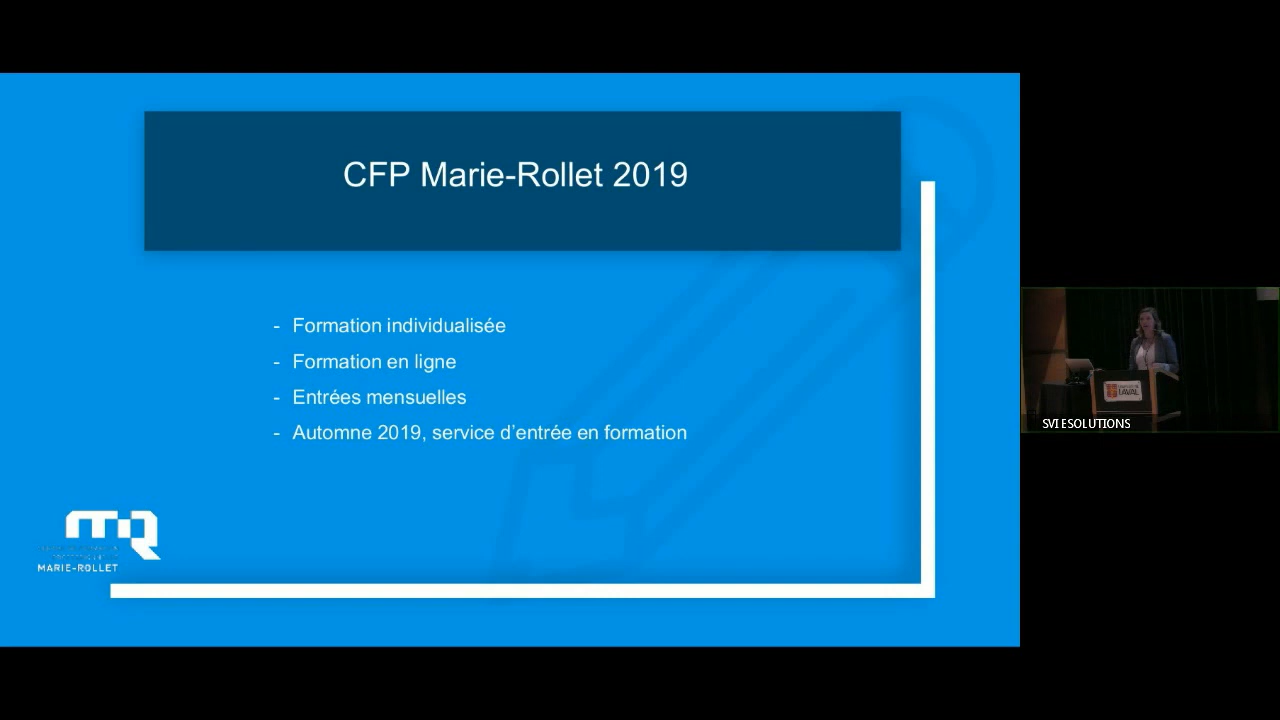 CFP Marie-Rollet 2019
- Formation individualisée
- Formation en ligne
- Entrées mensuelles
- Automne 2019, service d’entrée en formation
MARIE-ROLLET
LAVAL
SVI ESOLUTIONS